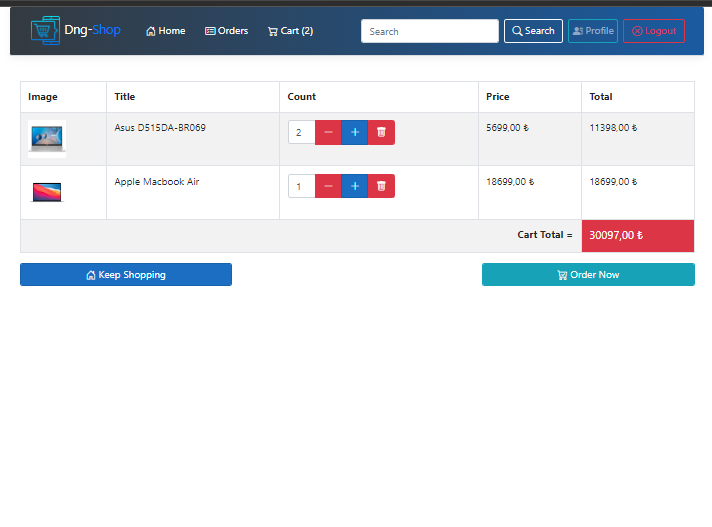 Dng-Shop Home Orders Cart (2) Search Search Profile Logout
Image Title Count Price Total
Asus D515DA-BR069 2 5699,00 ₺ 11398,00 ₺
Apple Macbook Air 1 18699,00 ₺ 18699,00 ₺
Cart Total = 30097,00 ₺
Keep Shopping Order Now